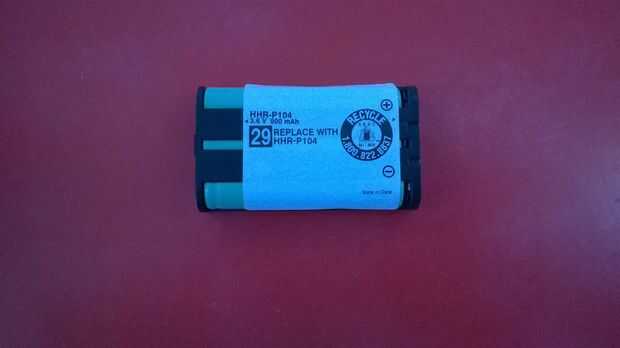 HHR-P104
3.6 V 900 mAh
29 REPLACE WITH
HHR-P104
RECYCLE
1.800.822.8837
+
-
Made in China